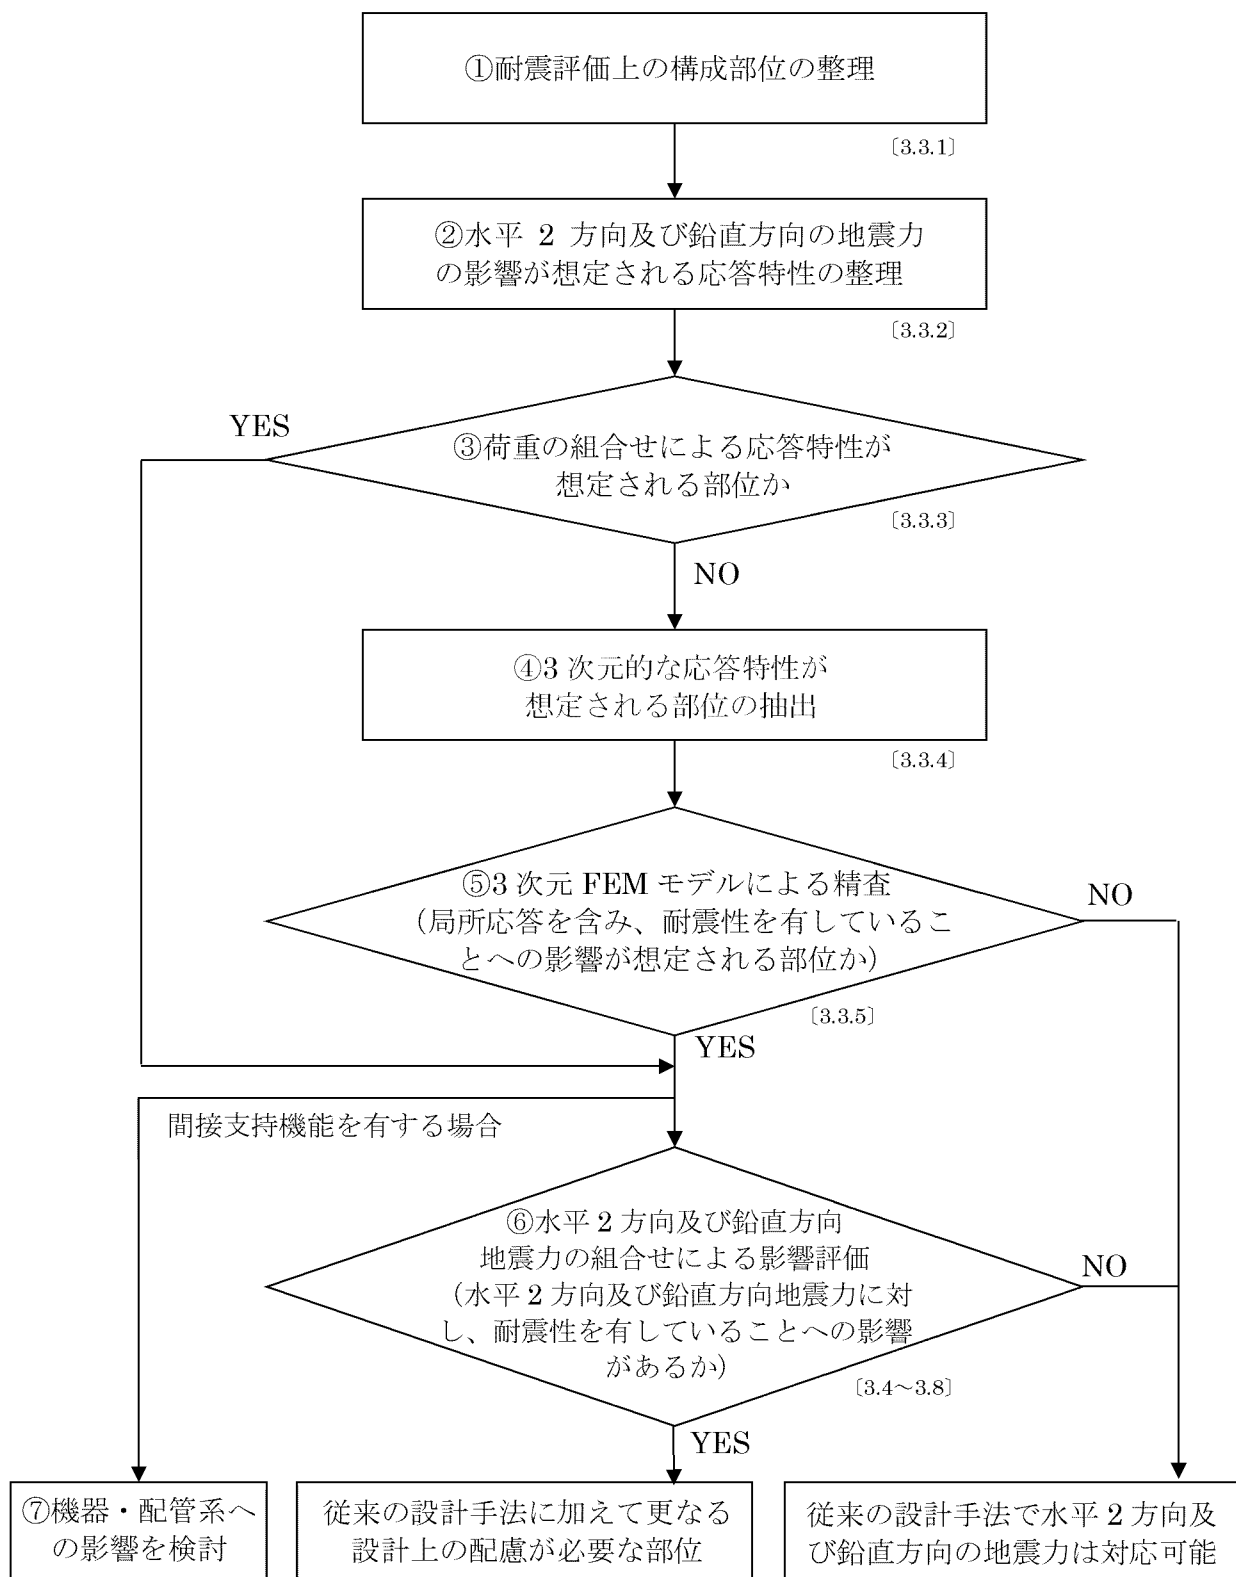 ①耐震評価上の構成部位の整理
〔3.3.1〕
②水平 2 方向及び鉛直方向の地震力
の影響が想定される応答特性の整理
〔3.3.2〕
YES
③荷重の組合せによる応答特性が
想定される部位か
〔3.3.3〕
NO
④3 次元的な応答特性が
想定される部位の抽出
〔3.3.4〕
⑤3 次元 FEM モデルによる精査
（局所応答を含み、耐震性を有しているこ
とへの影響が想定される部位か）
NO
〔3.3.5〕
YES
間接支持機能を有する場合
⑥水平 2 方向及び鉛直方向
地震力の組合せによる影響評価
（水平 2 方向及び鉛直方向地震力に対
し、耐震性を有していることへの影響
があるか）
NO
〔3.4～3.8〕
YES
⑦機器・配管系へ
の影響を検討
従来の設計手法に加えて更なる
設計上の配慮が必要な部位
従来の設計手法で水平 2 方向及
び鉛直方向の地震力は対応可能